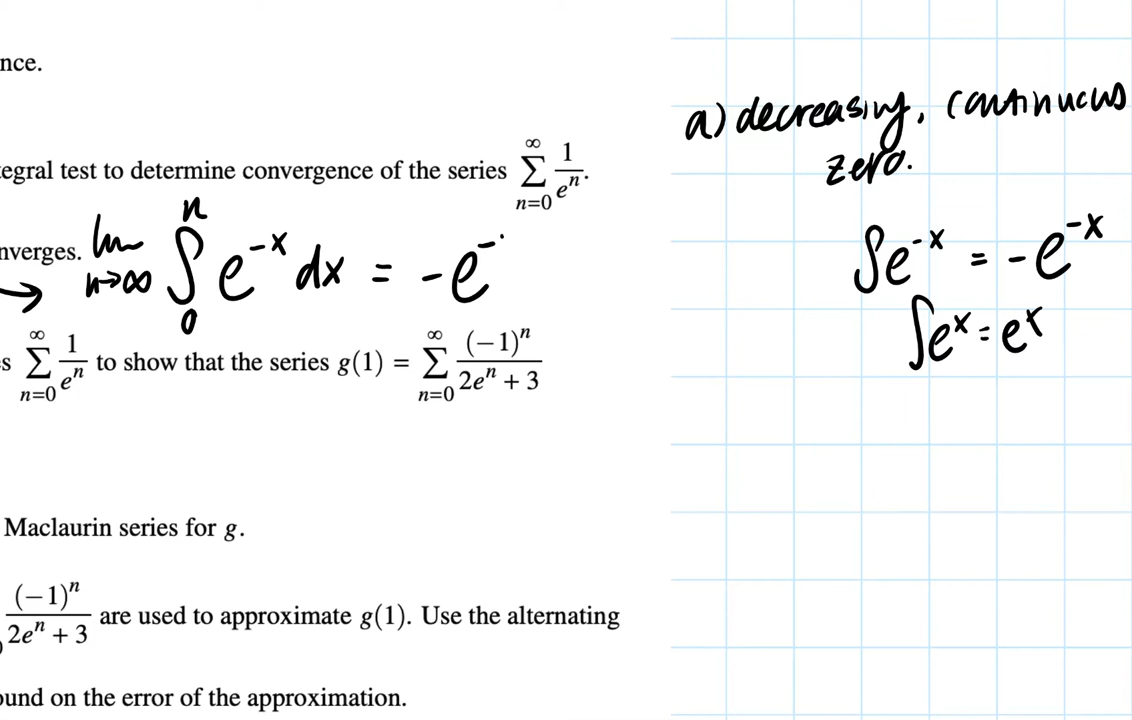 nce.
a) decreasing, continuous
zero.
egral test to determine convergence of the series ∑_{n=0}^{∞} 1/e^n.
nverges. lim_{n→∞} ∫_0^n e^{-x} dx = -e^{-
∫e^{-x} = -e^{-x}
∫e^x = e^x
s ∑_{n=0}^{∞} 1/e^n to show that the series g(1) = ∑_{n=0}^{∞} (−1)^n/(2e^n + 3)
Maclaurin series for g.
(−1)^n/(2e^n + 3) are used to approximate g(1). Use the alternating
ound on the error of the approximation.